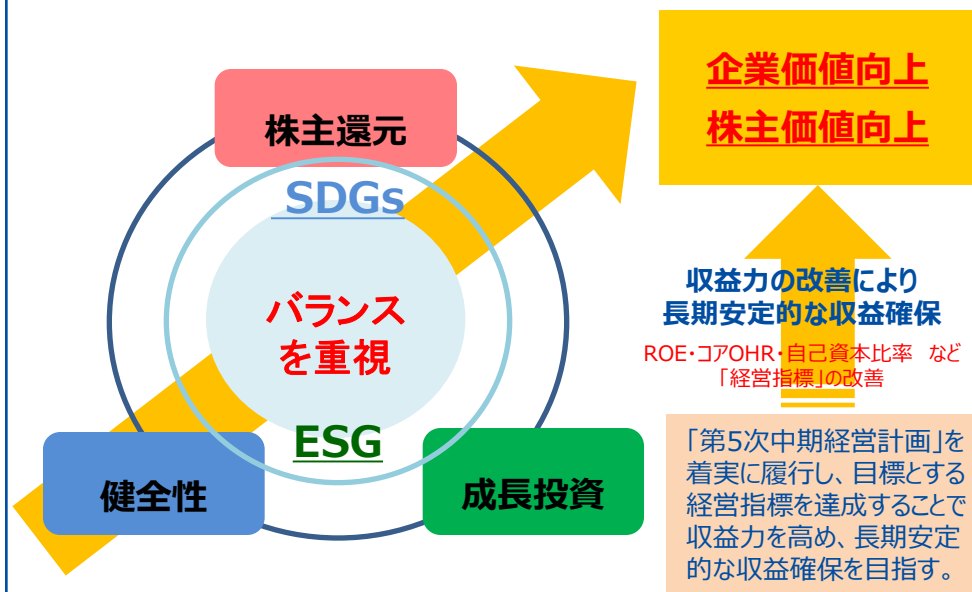 株主還元
SDGs
バランス
を重視
ESG
健全性
成長投資
企業価値向上
株主価値向上
収益力の改善により
長期安定的な収益確保
ROE・コアOHR・自己資本比率　など
「経営指標」の改善
「第5次中期経営計画」を
着実に履行し、目標とする
経営指標を達成することで
収益力を高め、長期安定
的な収益確保を目指す。